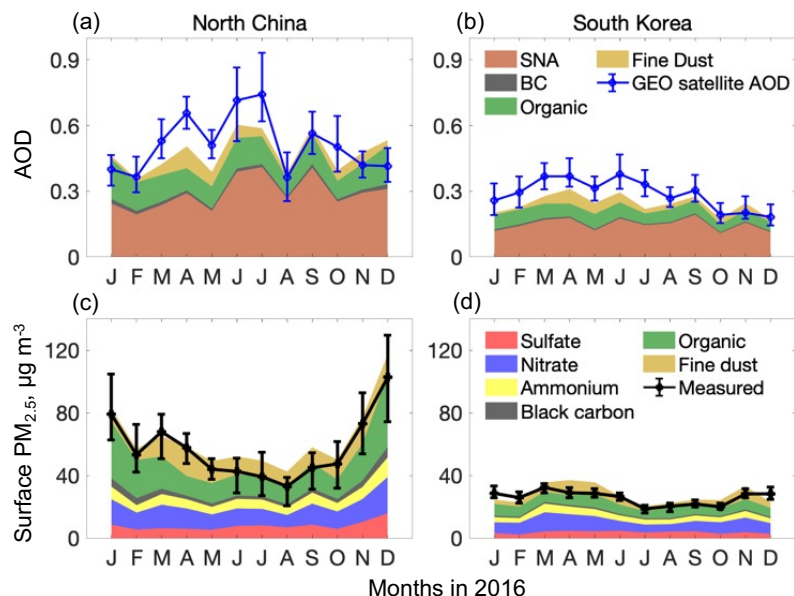 (a) North China (b) South Korea
AOD
0.9
0.6
0.3
0
J F M A M J J A S O N D
SNA
BC
Organic
Fine Dust
GEO satellite AOD
J F M A M J J A S O N D
(c) (d)
Surface PM2.5, µg m-3
120
80
40
0
J F M A M J J A S O N D
Sulfate
Nitrate
Ammonium
Black carbon
Organic
Fine dust
Measured
J F M A M J J A S O N D
Months in 2016